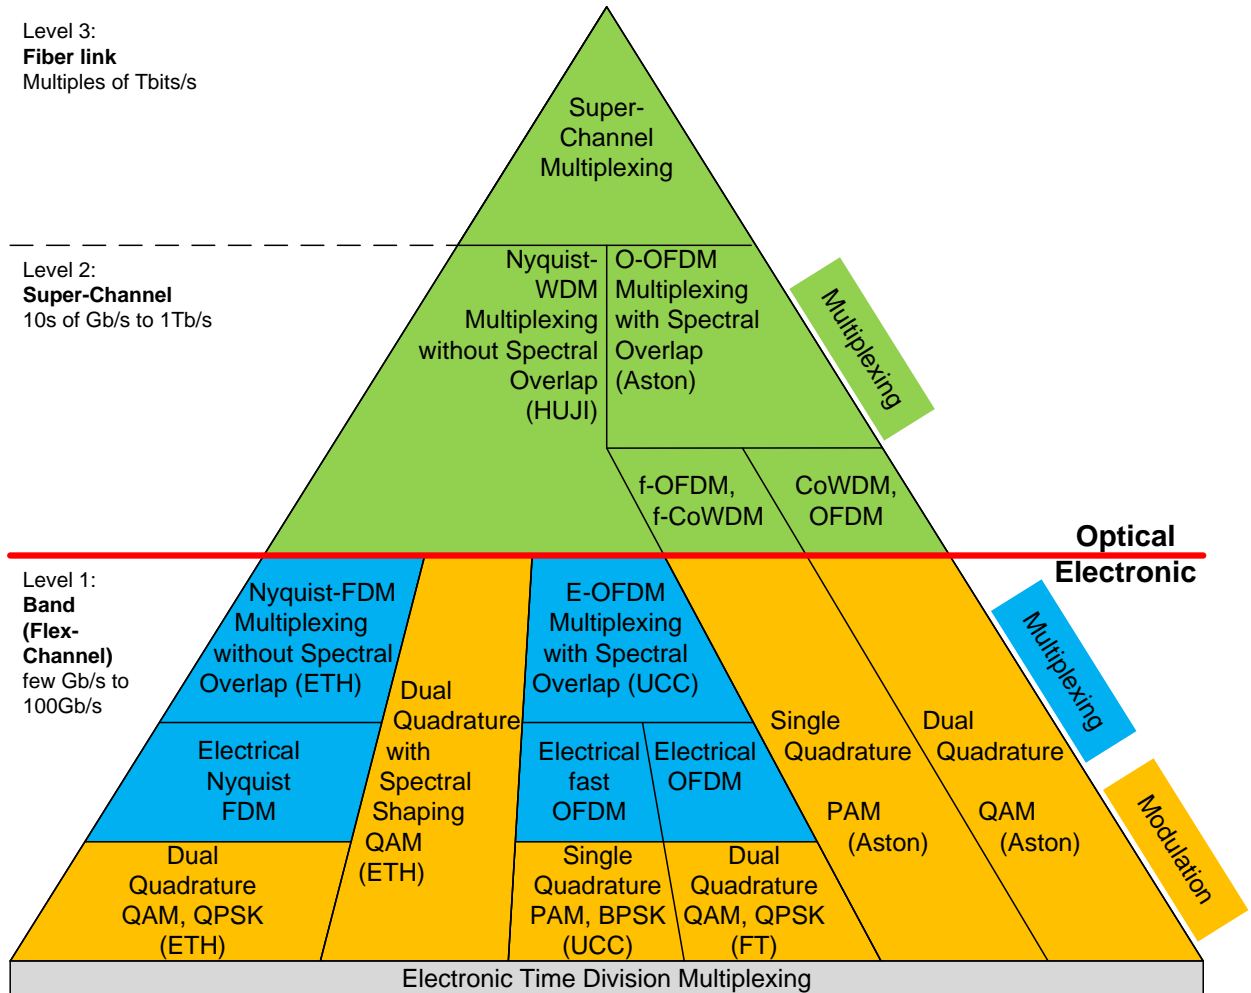 Level 3:
Fiber link
Multiples of Tbits/s
Super-
Channel
Multiplexing
Level 2:
Super-Channel
10s of Gb/s to 1Tb/s
Nyquist-
WDM
Multiplexing
without Spectral
Overlap
(HUJI)
O-OFDM
Multiplexing
with Spectral
Overlap
(Aston)
Multiplexing
f-OFDM,
f-CoWDM
CoWDM,
OFDM
Optical
Electronic
Level 1:
Band
(Flex-
Channel)
few Gb/s to
100Gb/s
Nyquist-FDM
Multiplexing
without Spectral
Overlap (ETH)
Dual
Quadrature
with
Spectral
Shaping
QAM
(ETH)
E-OFDM
Multiplexing
with Spectral
Overlap (UCC)
Single
Quadrature
PAM
(Aston)
Dual
Quadrature
QAM
(Aston)
Multiplexing
Modulation
Electrical
Nyquist
FDM
Electrical
fast
OFDM
Electrical
OFDM
Dual
Quadrature
QAM, QPSK
(ETH)
Single
Quadrature
PAM, BPSK
(UCC)
Dual
Quadrature
QAM, QPSK
(FT)
Electronic Time Division Multiplexing